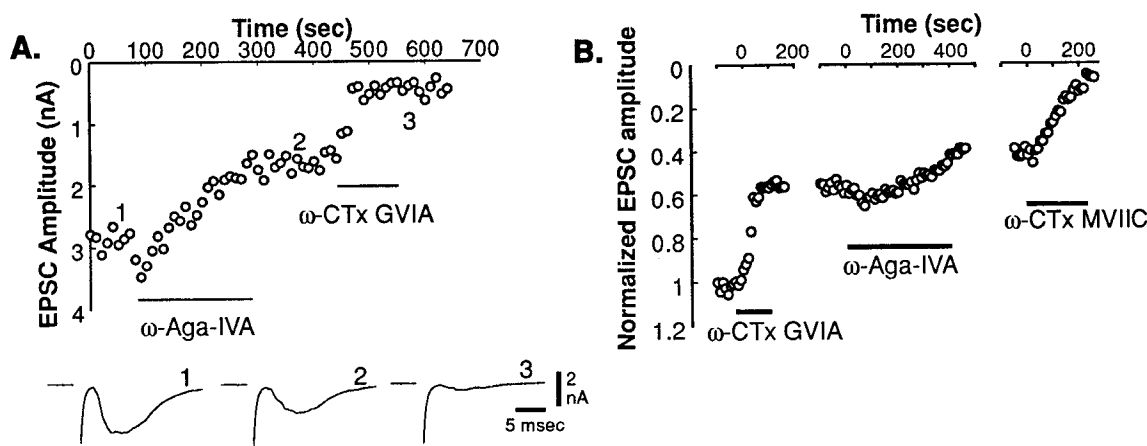 A.
Time (sec)
0 100 200 300 400 500 600 700
EPSC Amplitude (nA)
0
1
2
3
4
1
2
3
ω-Aga-IVA
ω-CTx GVIA
1
2
3
2
nA
5 msec
B.
Time (sec)
0 200 0 200 400 0 200
Normalized EPSC amplitude
0
0.2
0.4
0.6
0.8
1
1.2
ω-CTx GVIA
ω-Aga-IVA
ω-CTx MVIIC